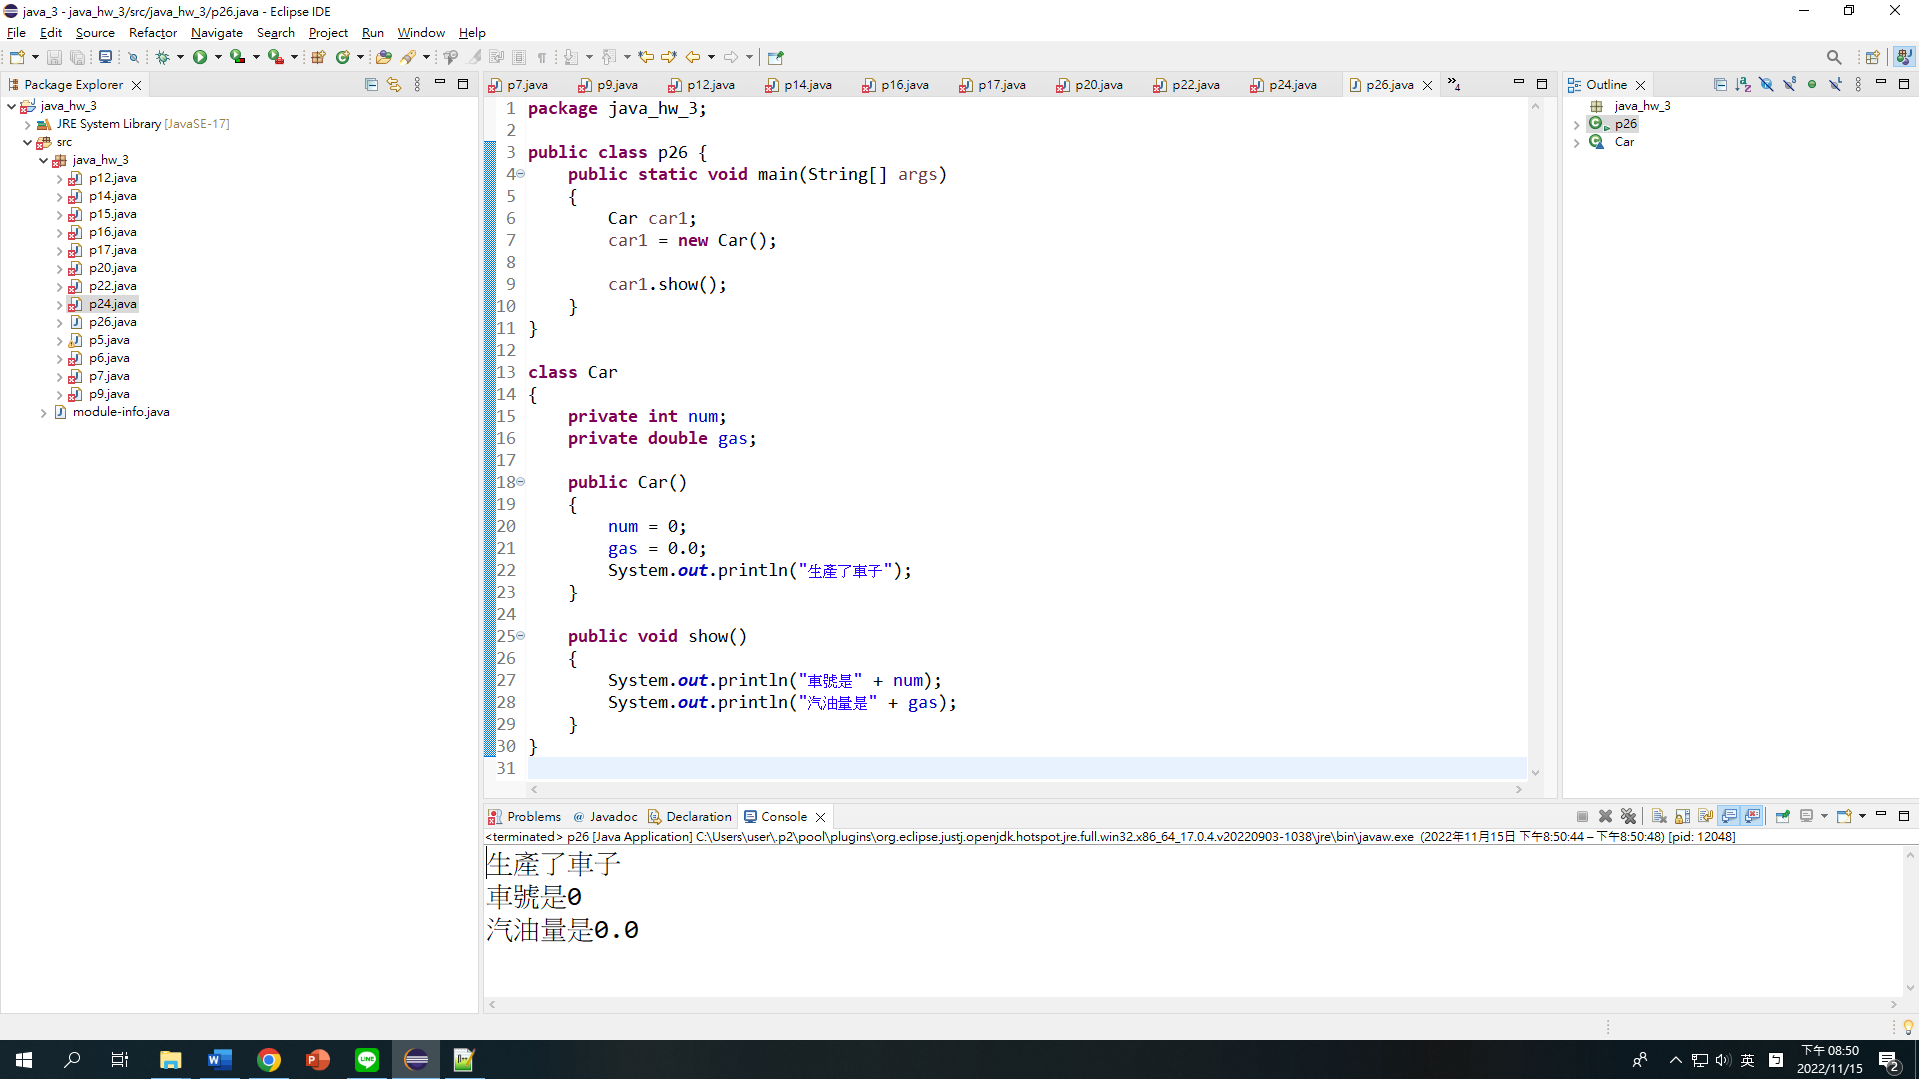 java_3 - java_hw_3/src/java_hw_3/p26.java - Eclipse IDE
File Edit Source Refactor Navigate Search Project Run Window Help
Package Explorer
java_hw_3
JRE System Library [JavaSE-17]
src
java_hw_3
p12.java
p14.java
p15.java
p16.java
p17.java
p20.java
p22.java
p24.java
p26.java
p5.java
p6.java
p7.java
p9.java
module-info.java
p7.java p9.java p12.java p14.java p16.java p17.java p20.java p22.java p24.java p26.java »4
1 package java_hw_3;
2
3 public class p26 {
4 public static void main(String[] args)
5 {
6 Car car1;
7 car1 = new Car();
8
9 car1.show();
10 }
11 }
12
13 class Car
14 {
15 private int num;
16 private double gas;
17
18 public Car()
19 {
20 num = 0;
21 gas = 0.0;
22 System.out.println("生產了車子");
23 }
24
25 public void show()
26 {
27 System.out.println("車號是" + num);
28 System.out.println("汽油量是" + gas);
29 }
30 }
31
Outline
java_hw_3
p26
Car
Problems @ Javadoc Declaration Console
<terminated> p26 [Java Application] C:\Users\user\.p2\pool\plugins\org.eclipse.justj.openjdk.hotspot.jre.full.win32.x86_64_17.0.4.v20220903-1038\jre\bin\javaw.exe (2022年11月15日 下午8:50:44 – 下午8:50:48) [pid: 12048]
生產了車子
車號是0
汽油量是0.0
英
下午 08:50
2022/11/15
2